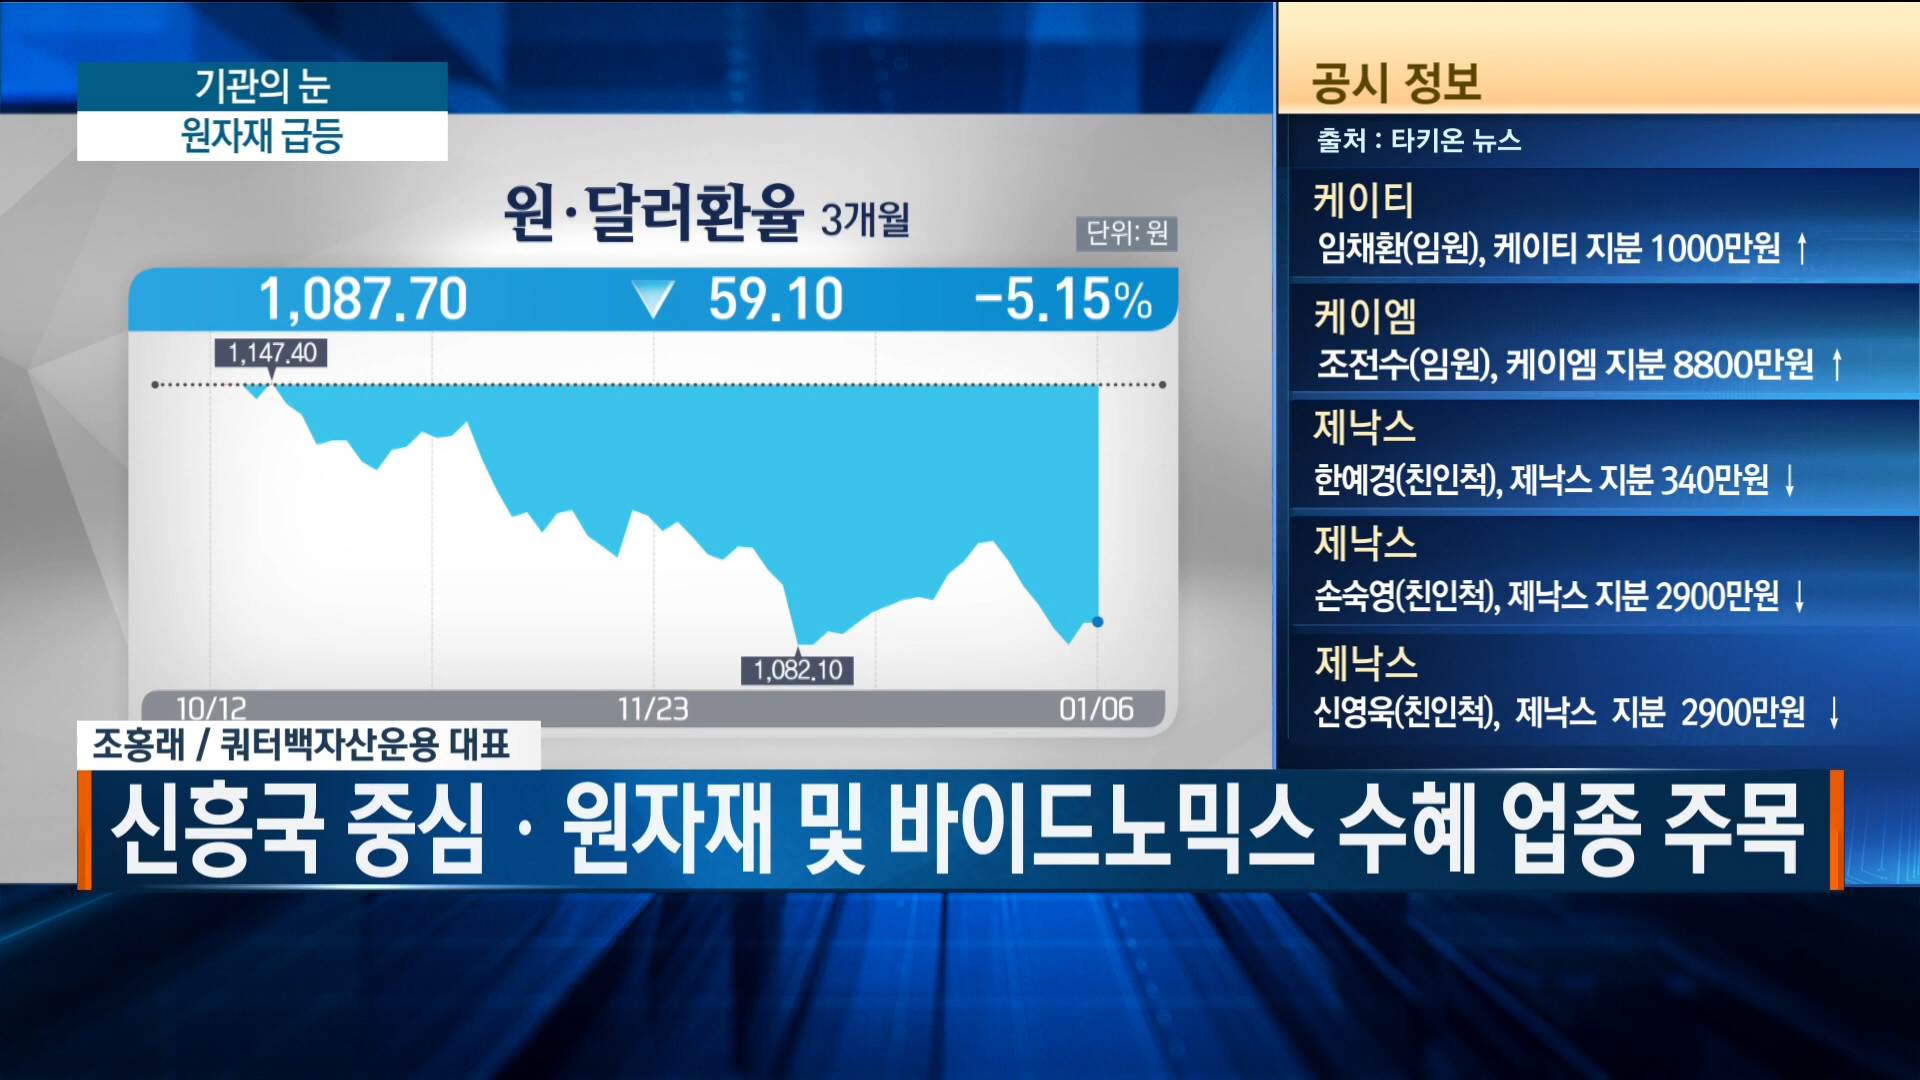 기관의 눈
원자재 급등
원·달러환율 3개월
단위: 원
1,087.70 ▼ 59.10 -5.15%
1,147.40
1,082.10
10/12 11/23 01/06
공시 정보
출처 : 타키온 뉴스
케이티
임채환(임원), 케이티 지분 1000만원 ↑
케이엠
조전수(임원), 케이엠 지분 8800만원 ↑
제낙스
한예경(친인척), 제낙스 지분 340만원 ↓
제낙스
손숙영(친인척), 제낙스 지분 2900만원 ↓
제낙스
신영욱(친인척), 제낙스 지분 2900만원 ↓
조홍래 / 쿼터백자산운용 대표
신흥국 중심 · 원자재 및 바이드노믹스 수혜 업종 주목